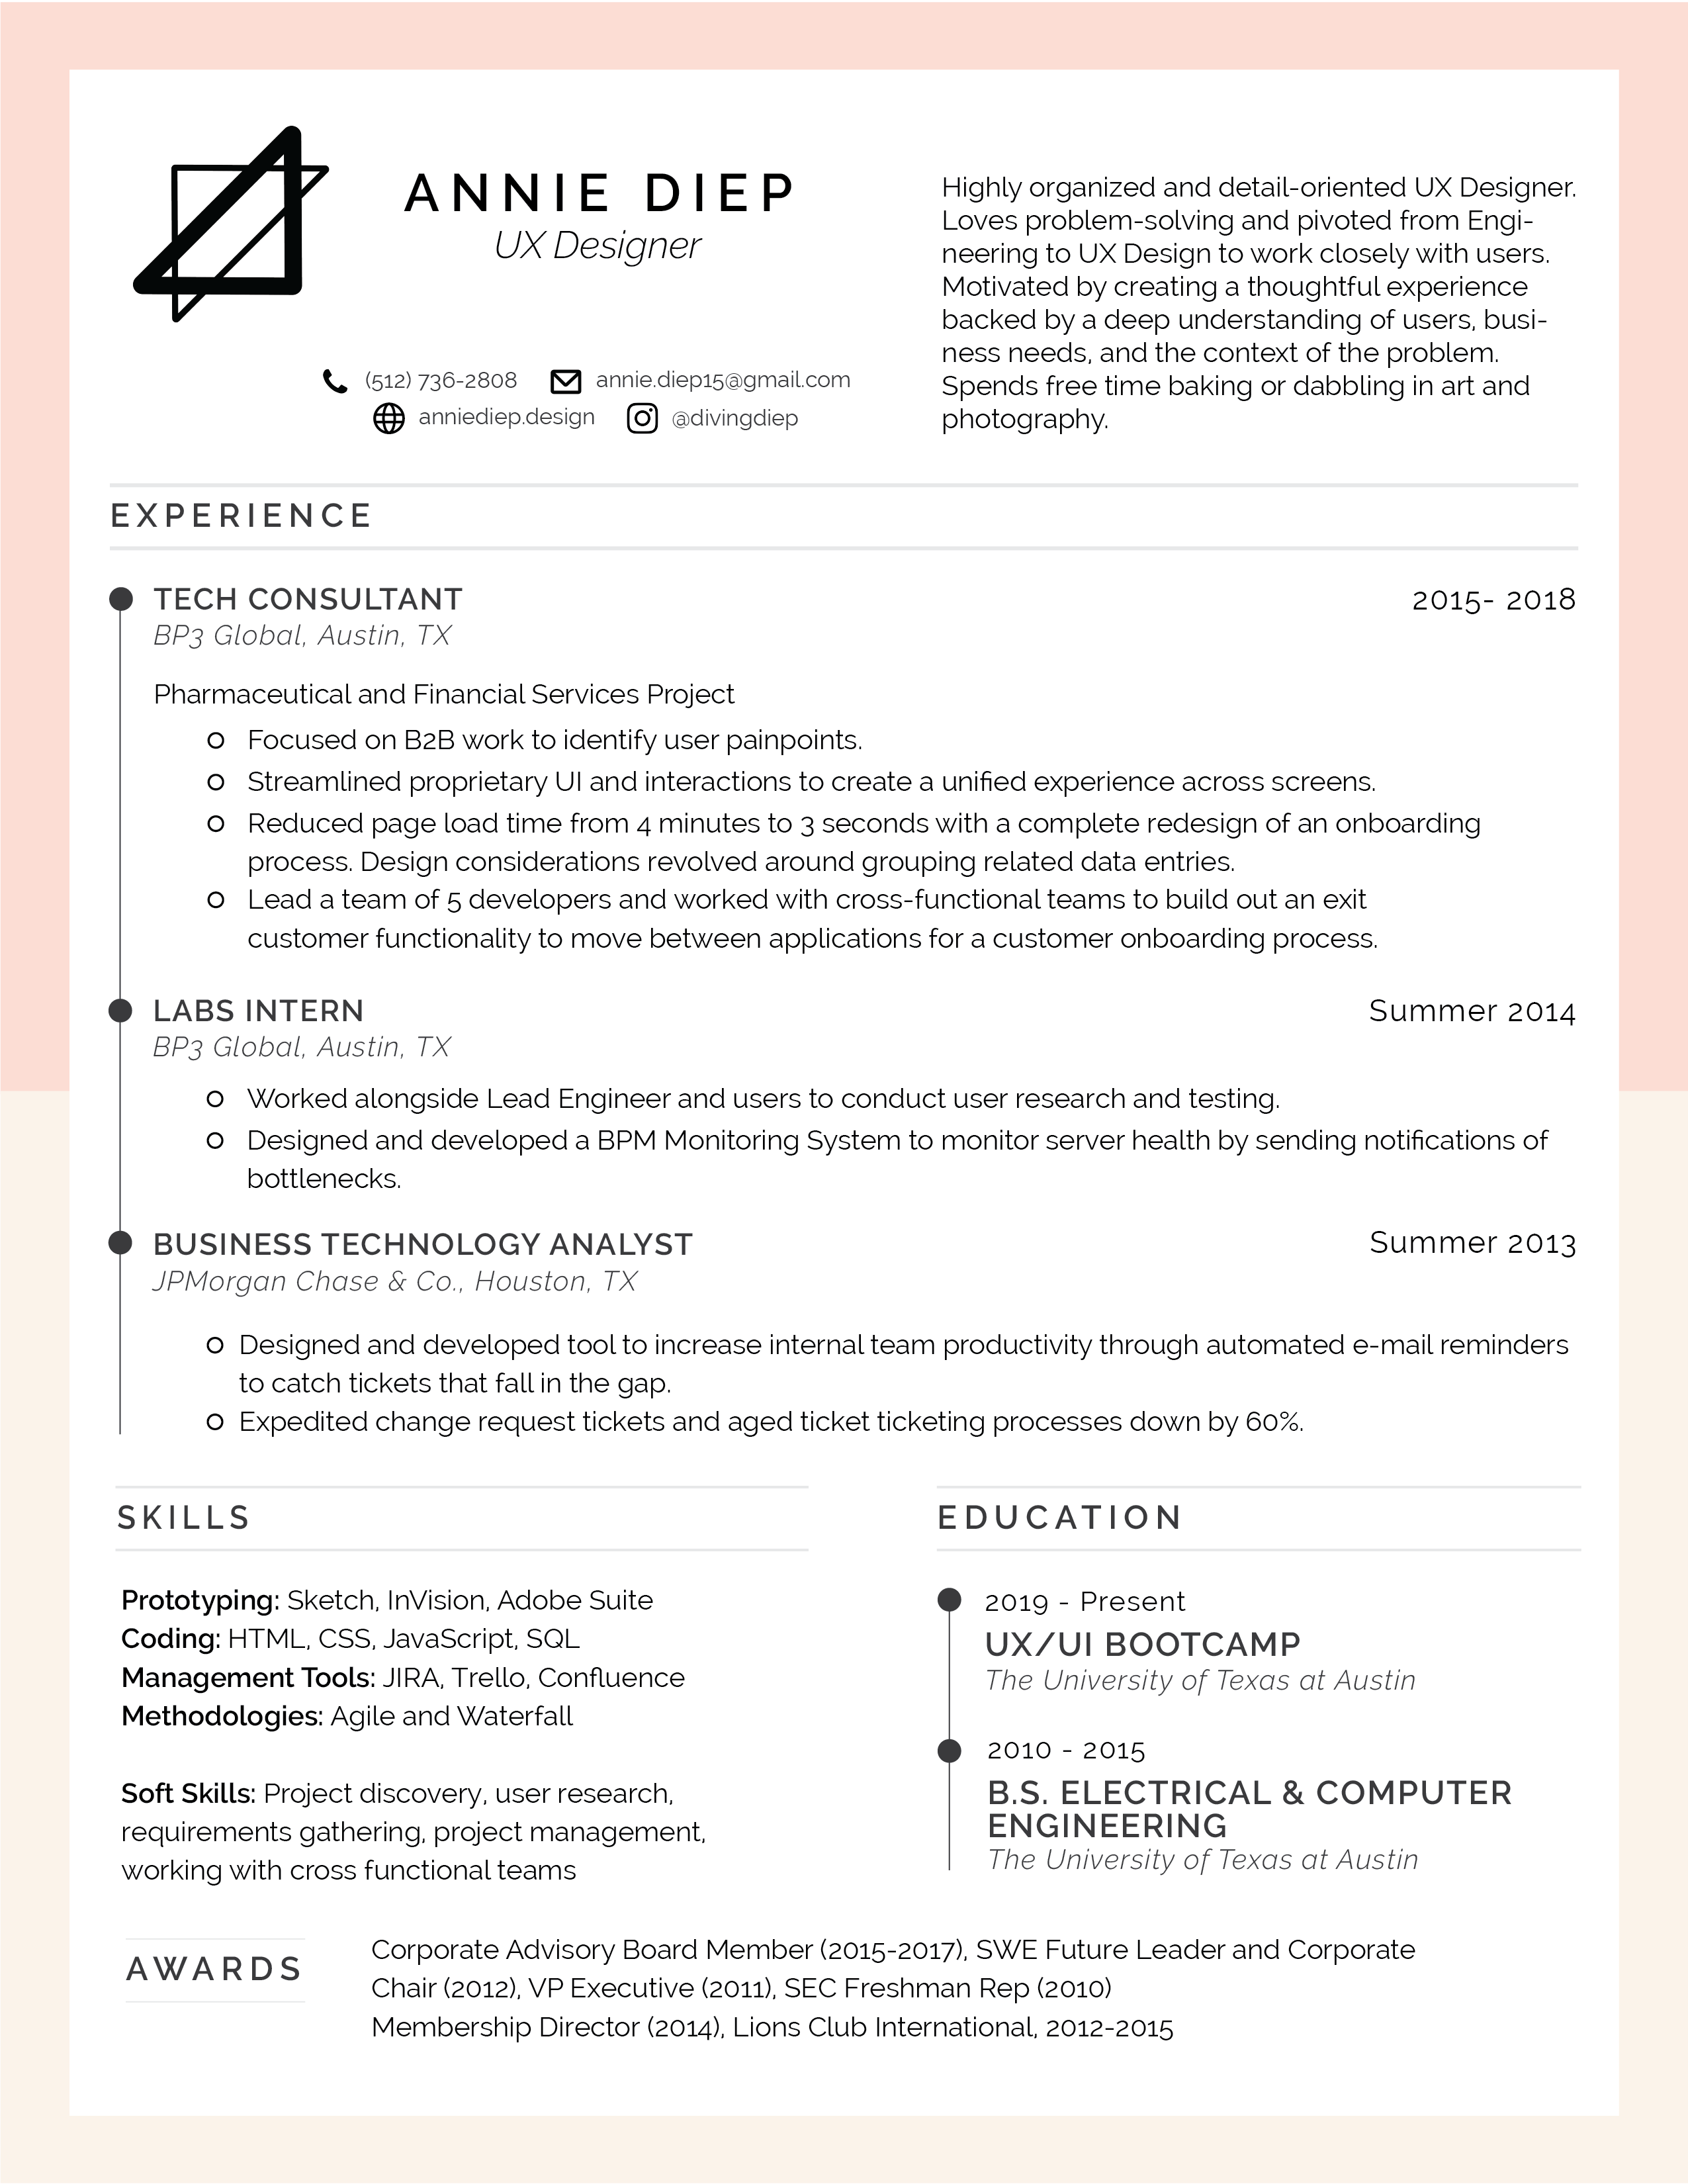 ANNIE DIEP
UX Designer
(512) 736-2808 annie.diep15@gmail.com
anniediep.design @divingdiep
Highly organized and detail-oriented UX Designer.
Loves problem-solving and pivoted from Engi-
neering to UX Design to work closely with users.
Motivated by creating a thoughtful experience
backed by a deep understanding of users, busi-
ness needs, and the context of the problem.
Spends free time baking or dabbling in art and
photography.
EXPERIENCE
TECH CONSULTANT 2015- 2018
BP3 Global, Austin, TX
Pharmaceutical and Financial Services Project
Focused on B2B work to identify user painpoints.
Streamlined proprietary UI and interactions to create a unified experience across screens.
Reduced page load time from 4 minutes to 3 seconds with a complete redesign of an onboarding
process. Design considerations revolved around grouping related data entries.
Lead a team of 5 developers and worked with cross-functional teams to build out an exit
customer functionality to move between applications for a customer onboarding process.
LABS INTERN Summer 2014
BP3 Global, Austin, TX
Worked alongside Lead Engineer and users to conduct user research and testing.
Designed and developed a BPM Monitoring System to monitor server health by sending notifications of
bottlenecks.
BUSINESS TECHNOLOGY ANALYST Summer 2013
JPMorgan Chase & Co., Houston, TX
Designed and developed tool to increase internal team productivity through automated e-mail reminders
to catch tickets that fall in the gap.
Expedited change request tickets and aged ticket ticketing processes down by 60%.
SKILLS
Prototyping: Sketch, InVision, Adobe Suite
Coding: HTML, CSS, JavaScript, SQL
Management Tools: JIRA, Trello, Confluence
Methodologies: Agile and Waterfall
Soft Skills: Project discovery, user research,
requirements gathering, project management,
working with cross functional teams
EDUCATION
2019 - Present
UX/UI BOOTCAMP
The University of Texas at Austin
2010 - 2015
B.S. ELECTRICAL & COMPUTER
ENGINEERING
The University of Texas at Austin
AWARDS
Corporate Advisory Board Member (2015-2017), SWE Future Leader and Corporate
Chair (2012), VP Executive (2011), SEC Freshman Rep (2010)
Membership Director (2014), Lions Club International, 2012-2015